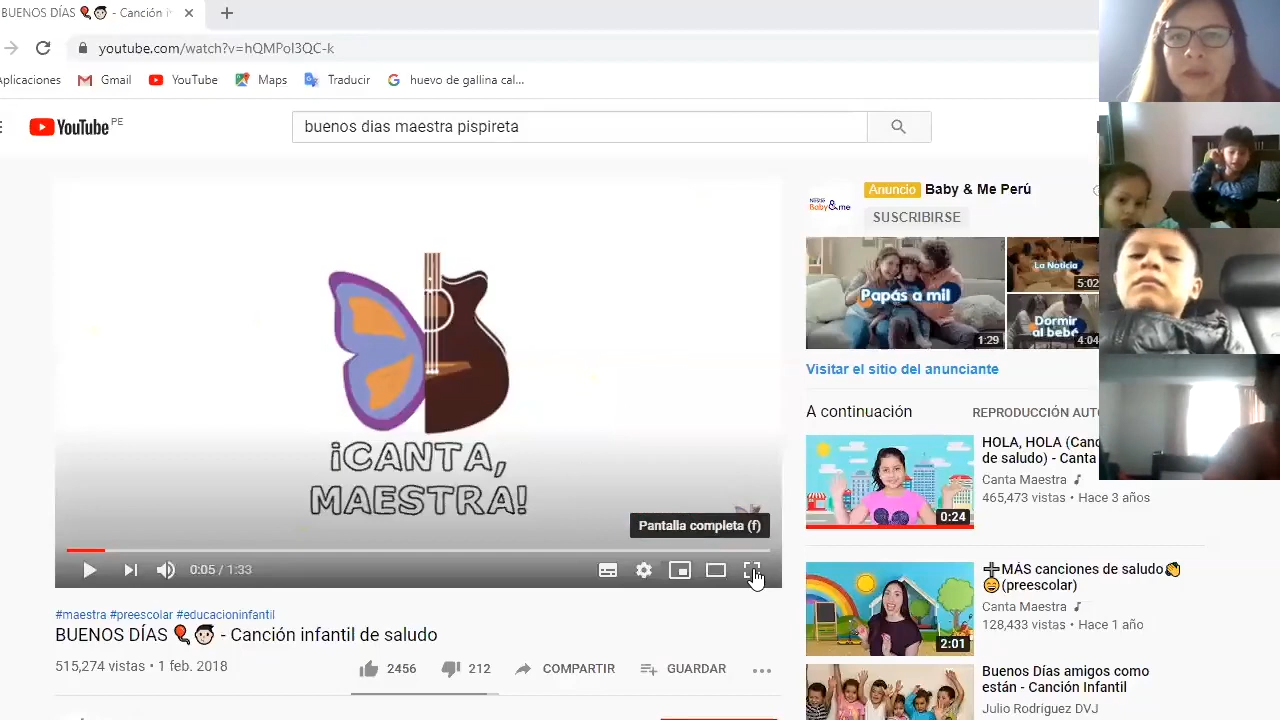 BUENOS DÍAS - Canción i
youtube.com/watch?v=hQMPol3QC-k
plicaciones
Gmail
YouTube
Maps
Traducir
huevo de gallina cal...
YouTube PE
buenos dias maestra pispireta
Anuncio Baby & Me Perú
SUSCRIBIRSE
Nestlé
Baby & me
Papás a mil
1:29
La Noticia
5:02
Dormir
al bebé
4:04
Visitar el sitio del anunciante
¡CANTA,
MAESTRA!
Pantalla completa (f)
0:05 / 1:33
#maestra #preescolar #educacioninfantil
BUENOS DÍAS - Canción infantil de saludo
515,274 vistas • 1 feb. 2018
2456
212
COMPARTIR
GUARDAR
A continuación
REPRODUCCIÓN AUTO
HOLA, HOLA (Canc
de saludo) - Canta
Canta Maestra
465,473 vistas • Hace 3 años
0:24
MÁS canciones de saludo
(preescolar)
Canta Maestra
128,433 vistas • Hace 1 año
2:01
Buenos Días amigos como
están - Canción Infantil
Julio Rodríguez DVJ